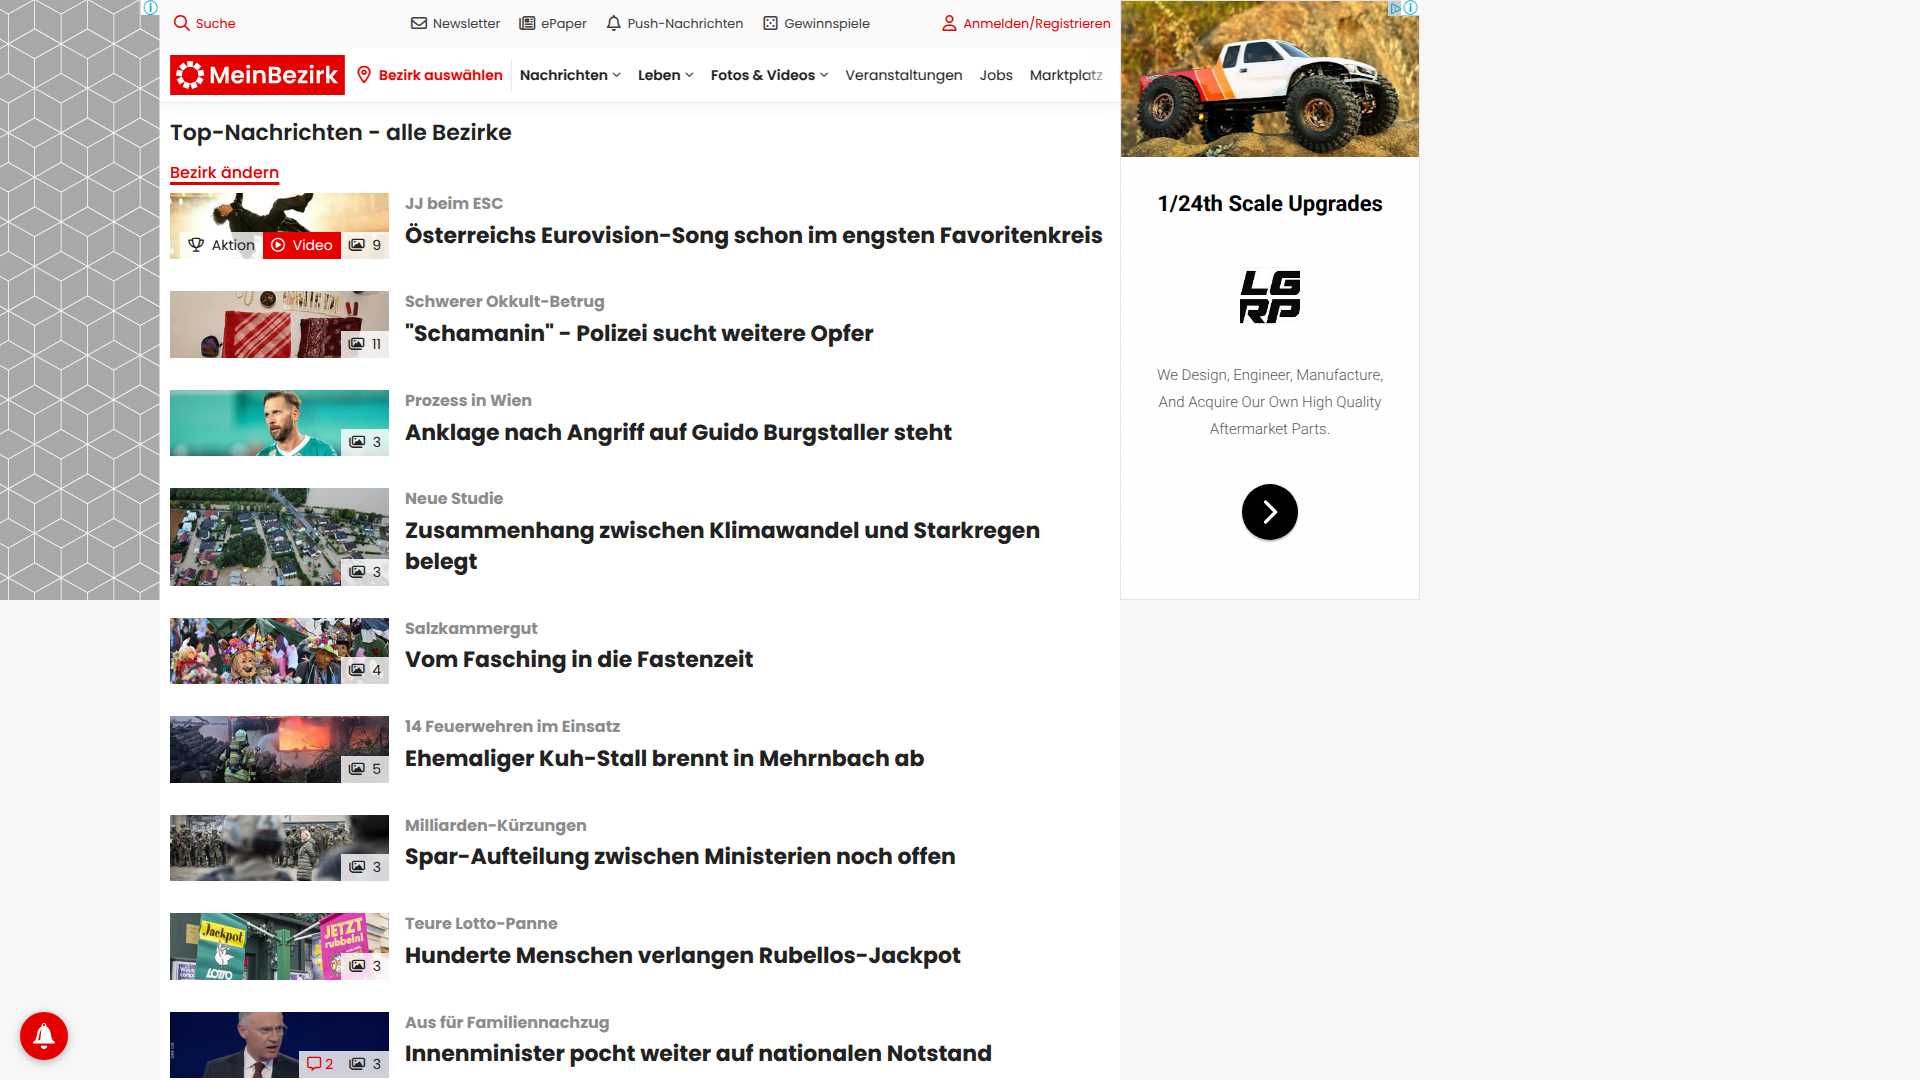 Suche
Newsletter
ePaper
Push-Nachrichten
Gewinnspiele
Anmelden/Registrieren
MeinBezirk
Bezirk auswählen
Nachrichten
Leben
Fotos & Videos
Veranstaltungen
Jobs
Marktplatz
Top-Nachrichten - alle Bezirke
Bezirk ändern
Aktion
Video
9
JJ beim ESC
Österreichs Eurovision-Song schon im engsten Favoritenkreis
11
Schwerer Okkult-Betrug
"Schamanin" - Polizei sucht weitere Opfer
3
Prozess in Wien
Anklage nach Angriff auf Guido Burgstaller steht
3
Neue Studie
Zusammenhang zwischen Klimawandel und Starkregen
belegt
4
Salzkammergut
Vom Fasching in die Fastenzeit
5
14 Feuerwehren im Einsatz
Ehemaliger Kuh-Stall brennt in Mehrnbach ab
3
Milliarden-Kürzungen
Spar-Aufteilung zwischen Ministerien noch offen
Jackpot
LOTTO
JETZT
rubbeln!
3
Teure Lotto-Panne
Hunderte Menschen verlangen Rubellos-Jackpot
2
3
Aus für Familiennachzug
Innenminister pocht weiter auf nationalen Notstand
1/24th Scale Upgrades
LG
RP
We Design, Engineer, Manufacture,
And Acquire Our Own High Quality
Aftermarket Parts.